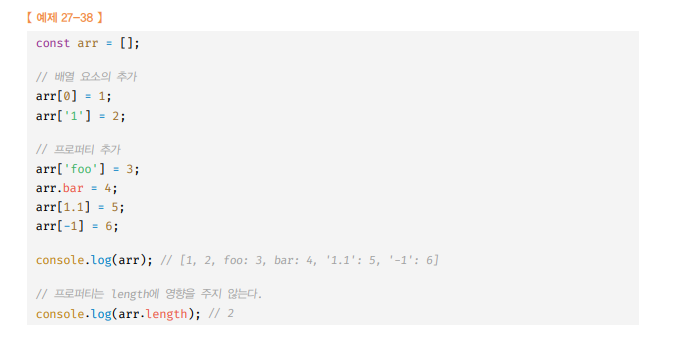 【 예제 27-38 】
const arr = [];
// 배열 요소의 추가
arr[0] = 1;
arr['1'] = 2;
// 프로퍼티 추가
arr['foo'] = 3;
arr.bar = 4;
arr[1.1] = 5;
arr[-1] = 6;
console.log(arr); // [1, 2, foo: 3, bar: 4, '1.1': 5, '-1': 6]
// 프로퍼티는 length에 영향을 주지 않는다.
console.log(arr.length); // 2